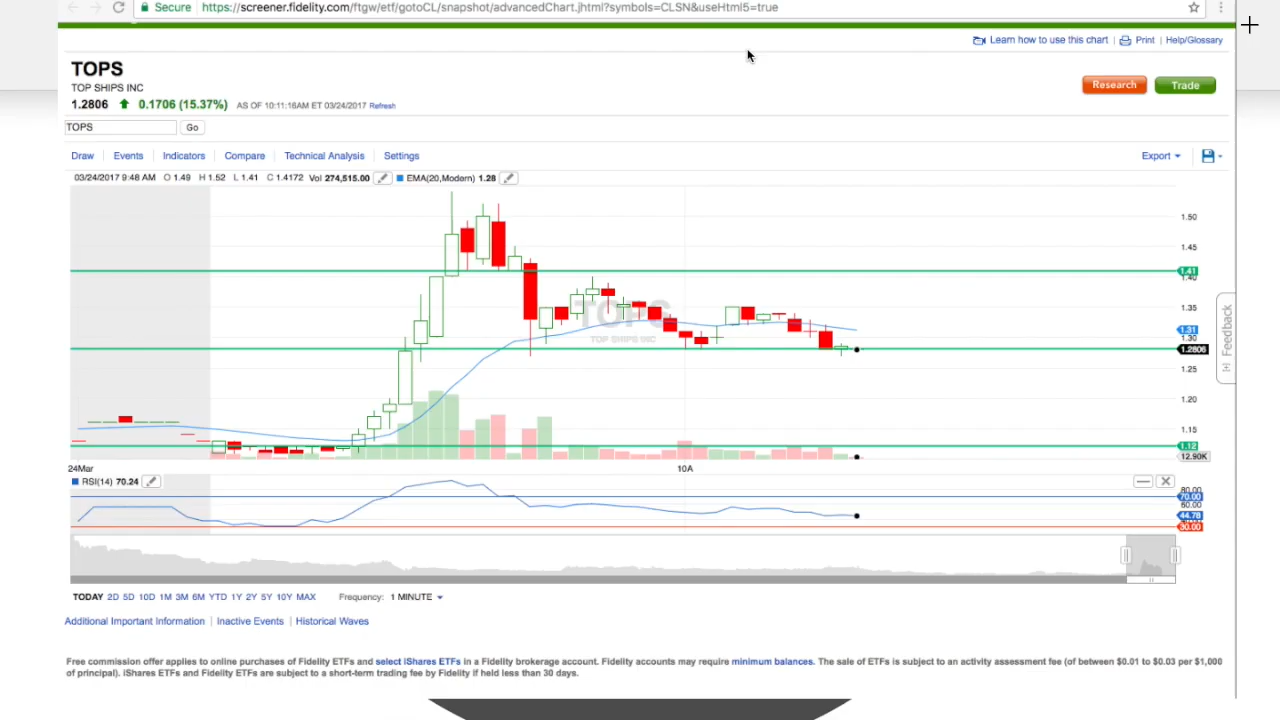 Secure https://screener.fidelity.com/ftgw/etf/gotoCL/snapshot/advancedChart.jhtml?symbols=CLSN&useHtml5=true
Learn how to use this chart | Print | Help/Glossary
TOPS
TOP SHIPS INC
1.2806 0.1706 (15.37%) AS OF 10:11:16AM ET 03/24/2017 Refresh
Research Trade
TOPS Go
Draw Events Indicators Compare Technical Analysis Settings Export
03/24/2017 9:48 AM O 1.49 H 1.52 L 1.41 C 1.4172 Vol 274,515.00 EMA(20,Modern) 1.28
1.50
1.45
1.41
1.40
1.35
1.31
1.30
1.2806
1.25
1.20
1.15
1.12
12.90K
TOPS
TOP SHIPS INC
Feedback
24Mar 10A
RSI(14) 70.24
80.00
70.00
60.00
44.78
30.00
TODAY 2D 5D 10D 1M 3M 6M YTD 1Y 2Y 5Y 10Y MAX Frequency: 1 MINUTE
Additional Important Information | Inactive Events | Historical Waves
Free commission offer applies to online purchases of Fidelity ETFs and select iShares ETFs in a Fidelity brokerage account. Fidelity accounts may require minimum balances. The sale of ETFs is subject to an activity assessment fee (of between $0.01 to $0.03 per $1,000
of principal). iShares ETFs and Fidelity ETFs are subject to a short-term trading fee by Fidelity if held less than 30 days.